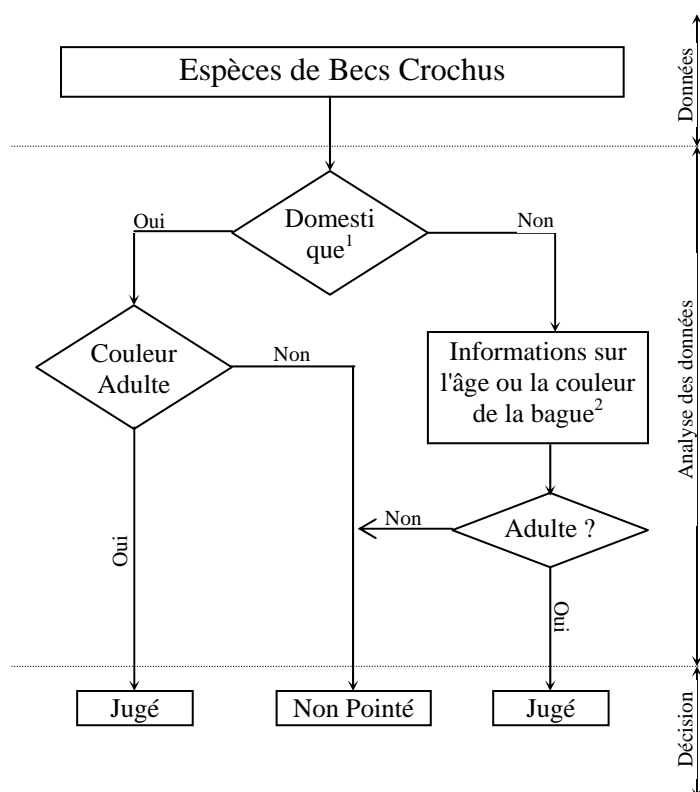 Espèces de Becs Crochus
Données
Oui
Domesti
que¹
Non
Couleur
Adulte
Non
Informations sur
l'âge ou la couleur
de la bague²
Analyse des données
Non
Adulte ?
Oui
Oui
Jugé
Non Pointé
Jugé
Décision